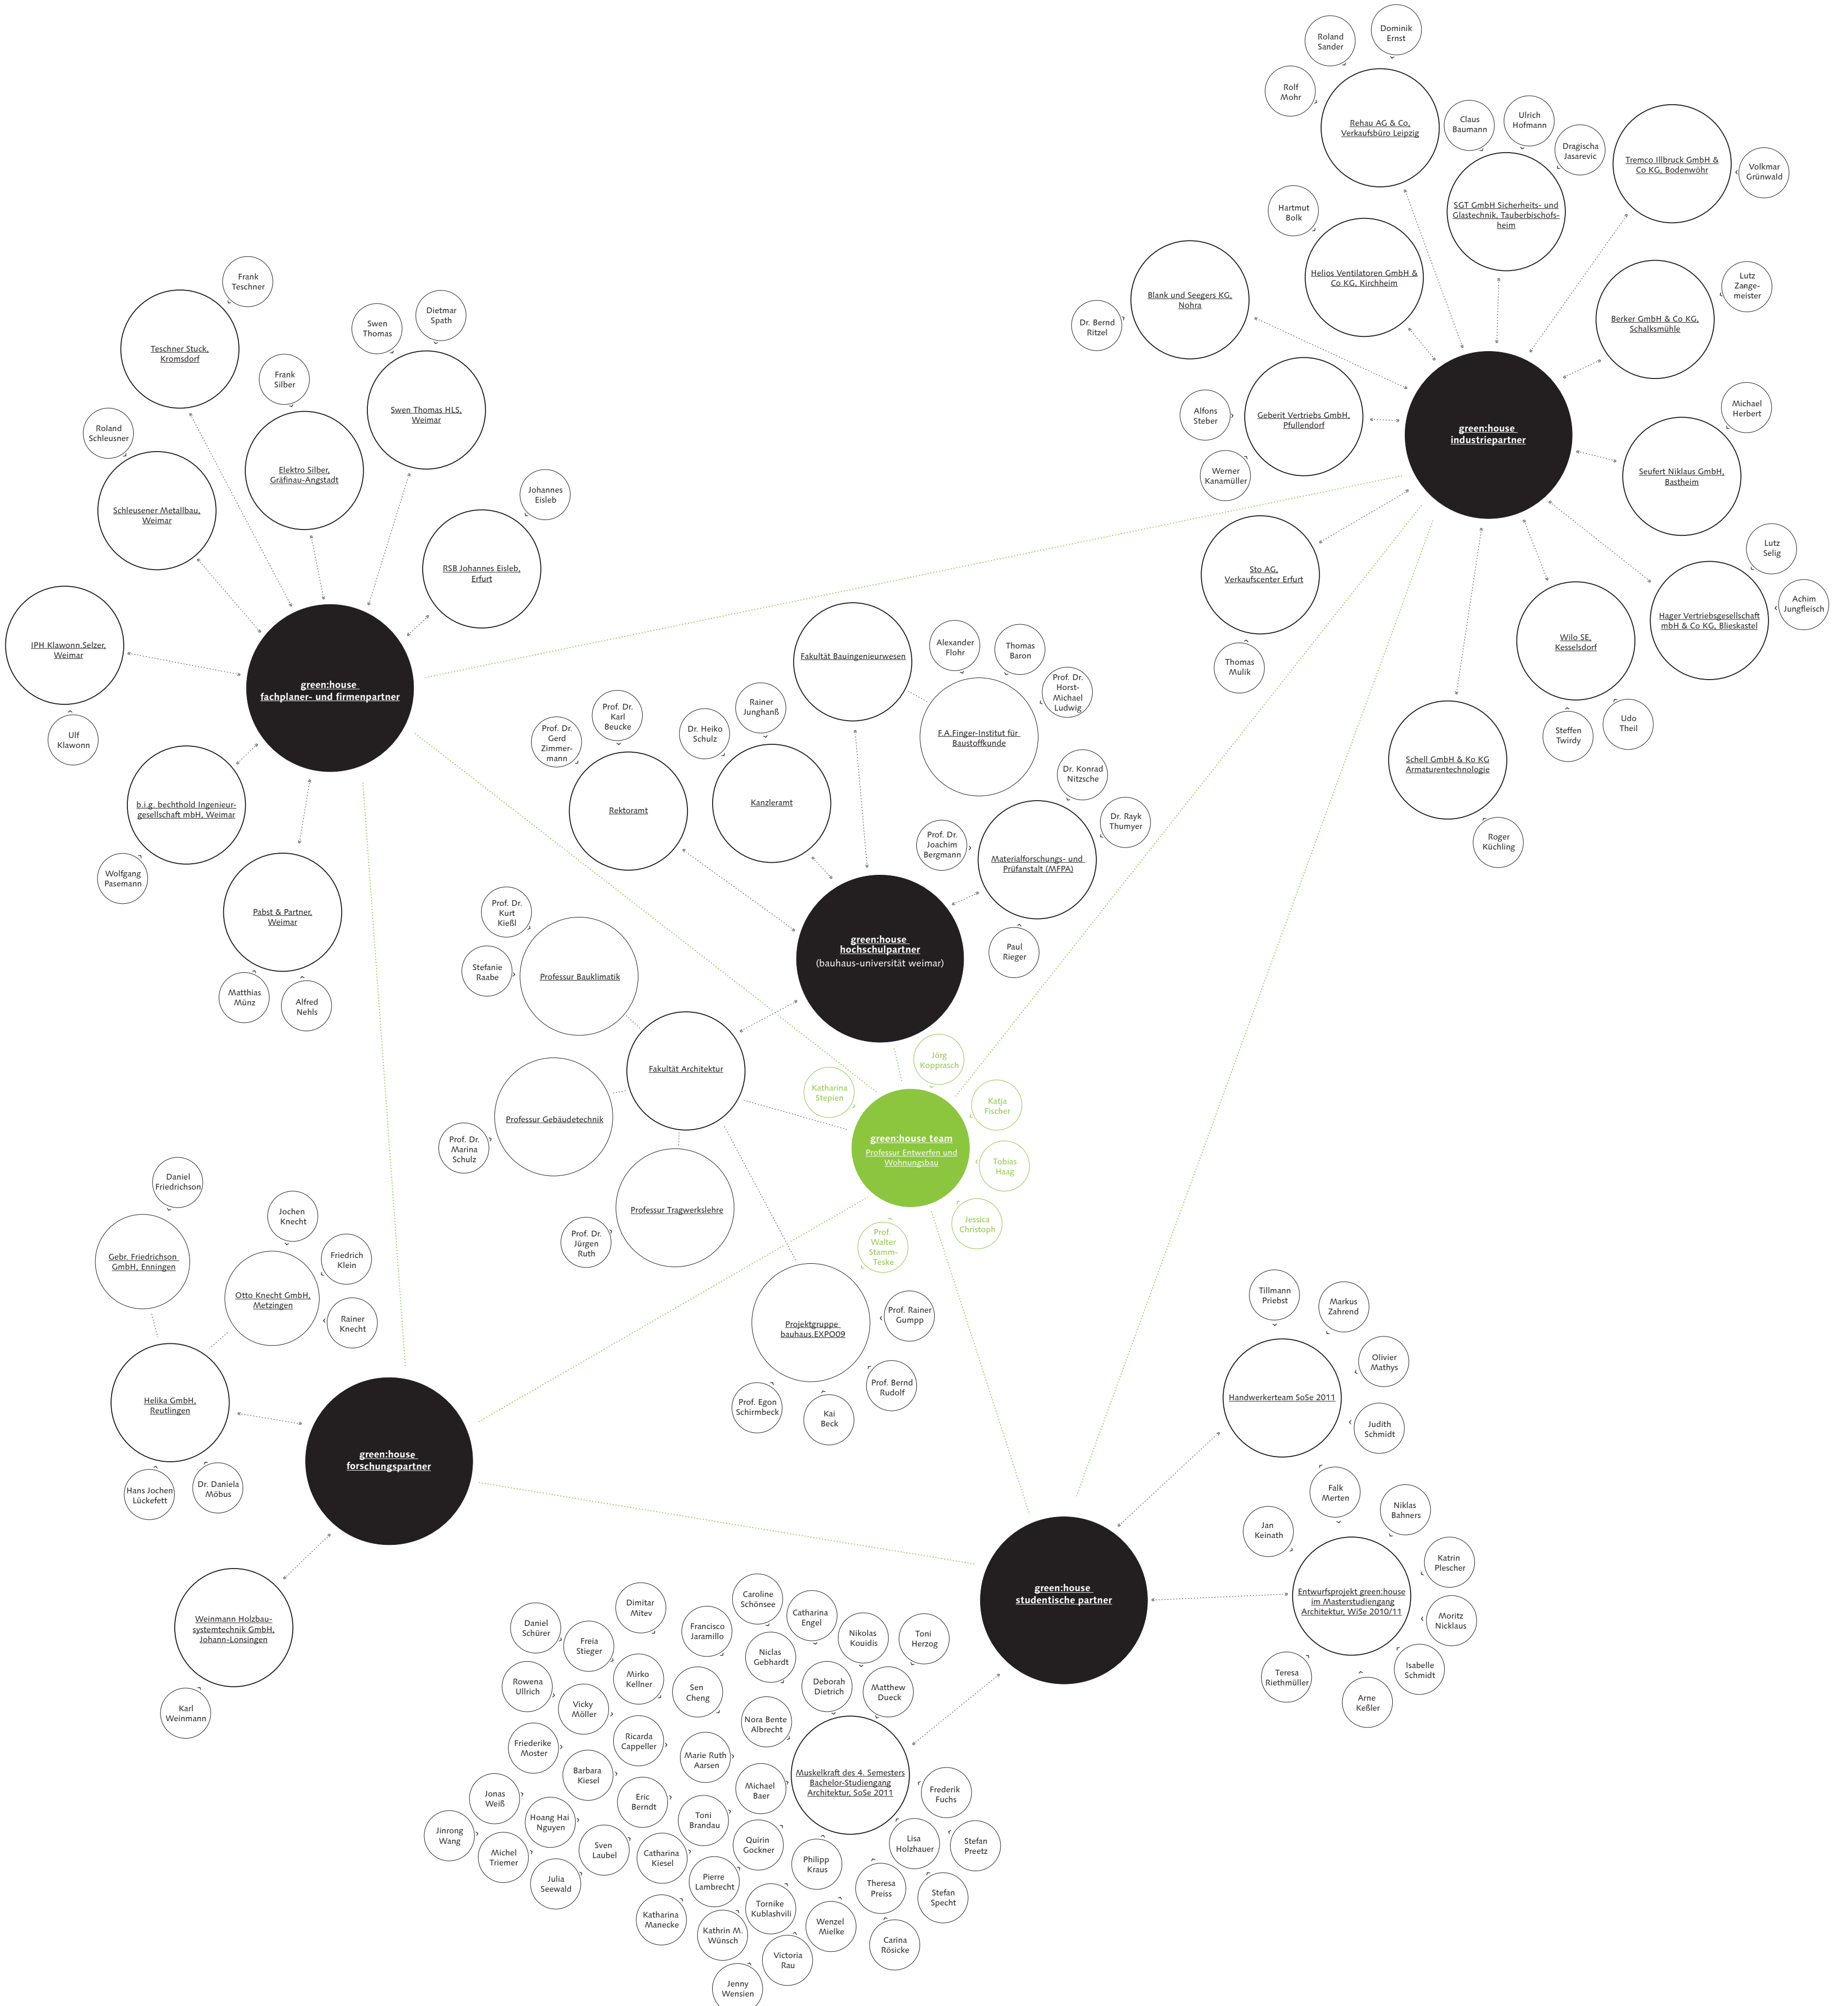 Dominik
Ernst
Roland
Sander
Rolf
Mohr
Rehau AG & Co,
Verkaufsbüro Leipzig
Claus
Baumann
Ulrich
Hofmann
Dragischa
Jasarevic
SGT GmbH Sicherheits- und
Glastechnik, Tauberbischofs-
heim
Tremco Illbruck GmbH &
Co KG, Bodenwöhr
Volkmar
Grünwald
Hartmut
Bolk
Helios Ventilatoren GmbH &
Co KG, Kirchheim
Blank und Seegers KG,
Nohra
Dr. Bernd
Ritzel
Lutz
Zange-
meister
Berker GmbH & Co KG,
Schalksmühle
Alfons
Steber
Geberit Vertriebs GmbH,
Pfullendorf
Werner
Kanamüller
green:house
industriepartner
Michael
Herbert
Seufert Niklaus GmbH,
Bastheim
Sto AG,
Verkaufscenter Erfurt
Thomas
Mulik
Lutz
Selig
Achim
Jungfleisch
Hager Vertriebsgesellschaft
mbH & Co KG, Blieskastel
Wilo SE,
Kesselsdorf
Steffen
Twirdy
Udo
Theil
Schell GmbH & Ko KG
Armaturentechnologie
Roger
Küchling
Frank
Teschner
Teschner Stuck,
Kromsdorf
Frank
Silber
Elektro Silber,
Gräfinau-Angstadt
Swen
Thomas
Dietmar
Spath
Swen Thomas HLS,
Weimar
Roland
Schleusner
Schleusener Metallbau,
Weimar
Johannes
Eisleb
RSB Johannes Eisleb,
Erfurt
IPH Klawonn.Selzer,
Weimar
Ulf
Klawonn
green:house
fachplaner- und firmenpartner
b.i.g. bechthold Ingenieur-
gesellschaft mbH, Weimar
Wolfgang
Pasemann
Pabst & Partner,
Weimar
Matthias
Münz
Alfred
Nehls
Fakultät Bauingenieurwesen
Alexander
Flohr
Thomas
Baron
Prof. Dr.
Horst-
Michael
Ludwig
F.A.Finger-Institut für
Baustoffkunde
Prof. Dr.
Gerd
Zimmer-
mann
Prof. Dr.
Karl
Beucke
Rektoramt
Dr. Heiko
Schulz
Rainer
Junghanß
Kanzleramt
Dr. Konrad
Nitzsche
Dr. Rayk
Thumyer
Prof. Dr.
Joachim
Bergmann
Materialforschungs- und
Prüfanstalt (MFPA)
Paul
Rieger
green:house
hochschulpartner
(bauhaus-universität weimar)
Prof. Dr.
Kurt
Kießl
Stefanie
Raabe
Professur Bauklimatik
Fakultät Architektur
Professur Gebäudetechnik
Prof. Dr.
Marina
Schulz
Professur Tragwerkslehre
Prof. Dr.
Jürgen
Ruth
Jörg
Kopprasch
Katharina
Stepien
Katja
Fischer
green:house team
Professur Entwerfen und
Wohnungsbau
Tobias
Haag
Jessica
Christoph
Prof.
Walter
Stamm-
Teske
Projektgruppe
bauhaus.EXPO09
Prof. Rainer
Gumpp
Prof. Bernd
Rudolf
Kai
Beck
Prof. Egon
Schirmbeck
Daniel
Friedrichson
Gebr. Friedrichson
GmbH, Enningen
Jochen
Knecht
Friedrich
Klein
Rainer
Knecht
Otto Knecht GmbH,
Metzingen
Helika GmbH,
Reutlingen
Hans Jochen
Lückefett
Dr. Daniela
Möbus
green:house
forschungspartner
Weinmann Holzbau-
systemtechnik GmbH,
Johann-Lonsingen
Karl
Weinmann
Tillmann
Priebst
Markus
Zahrend
Olivier
Mathys
Judith
Schmidt
Handwerkerteam SoSe 2011
Falk
Merten
Niklas
Bahners
Jan
Keinath
Katrin
Plescher
Entwurfsprojekt green:house
im Masterstudiengang
Architektur, WiSe 2010/11
Moritz
Nicklaus
Isabelle
Schmidt
Teresa
Riethmüller
Arne
Keßler
green:house
studentische partner
Daniel
Schürer
Dimitar
Mitev
Freia
Stieger
Francisco
Jaramillo
Caroline
Schönsee
Catharina
Engel
Nikolas
Kouidis
Toni
Herzog
Niclas
Gebhardt
Rowena
Ullrich
Mirko
Kellner
Sen
Cheng
Deborah
Dietrich
Matthew
Dueck
Vicky
Möller
Nora Bente
Albrecht
Friederike
Moster
Ricarda
Cappeller
Marie Ruth
Aarsen
Barbara
Kiesel
Michael
Baer
Muskelkraft des 4. Semesters
Bachelor-Studiengang
Architektur, SoSe 2011
Frederik
Fuchs
Jonas
Weiß
Eric
Berndt
Hoang Hai
Nguyen
Toni
Brandau
Jinrong
Wang
Michel
Triemer
Sven
Laubel
Catharina
Kiesel
Quirin
Gockner
Lisa
Holzhauer
Stefan
Preetz
Philipp
Kraus
Julia
Seewald
Pierre
Lambrecht
Theresa
Preiss
Stefan
Specht
Katharina
Manecke
Tornike
Kublashvili
Kathrin M.
Wünsch
Wenzel
Mielke
Carina
Rösicke
Victoria
Rau
Jenny
Wensien